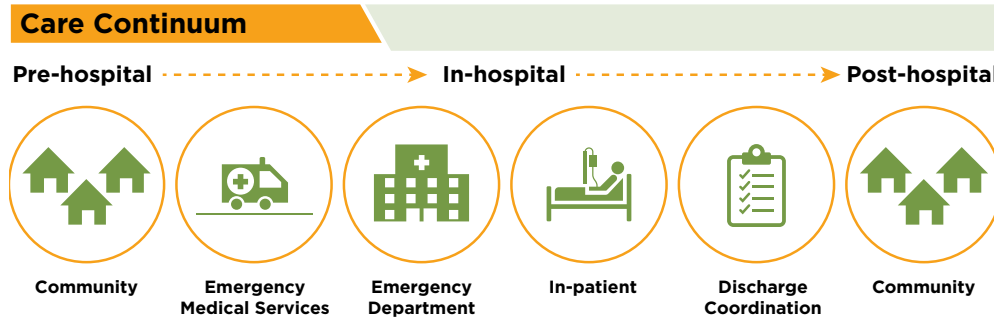 Care Continuum
Pre-hospital In-hospital Post-hospital
Community
Emergency
Medical Services
Emergency
Department
In-patient
Discharge
Coordination
Community